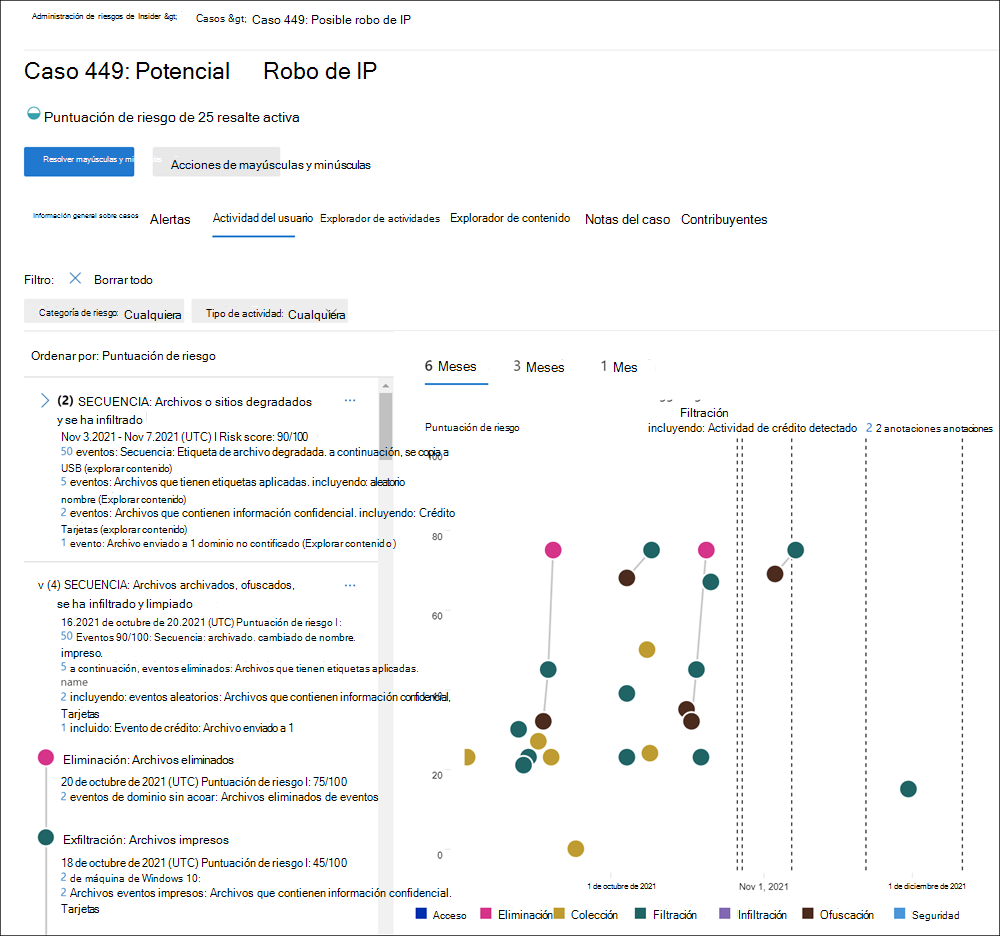 Administración de riesgos de Insider &gt; Casos &gt; Caso 449: Posible robo de IP
Caso 449: Potencial Robo de IP
Puntuación de riesgo de 25 resalte activa
Resolver mayúsculas y Acciones de mayúsculas y minúsculas
Información general sobre casos Alertas Actividad del usuario Explorador de actividades Explorador de contenido Notas del caso Contribuyentes
Filtro: Borrar todo
Categoría de riesgo: Cualquiera Tipo de actividad: Cualquiera
Ordenar por: Puntuación de riesgo
(2) SECUENCIA: Archivos o sitios degradados ...
y se ha infiltrado
Nov 3.2021 - Nov 7.2021 (UTC) I Risk score: 90/100
50 eventos: Secuencia: Etiqueta de archivo degradada. a continuación, se copia a
USB (explorar contenido)
5 eventos: Archivos que tienen etiquetas aplicadas. incluyendo: aleatorio
nombre (Explorar contenido)
2 eventos: Archivos que contienen información confidencial. incluyendo: Crédito
Tarjetas (explorar contenido)
1 evento: Archivo enviado a 1 dominio no contificado (Explorar contenido)
v (4) SECUENCIA: Archivos archivados, ofuscados, ...
se ha infiltrado y limpiado
16.2021 de octubre de 20.2021 (UTC) Puntuación de riesgo I:
50 Eventos 90/100: Secuencia: archivado. cambiado de nombre.
impreso.
5 a continuación, eventos eliminados: Archivos que tienen etiquetas aplicadas.
name
2 incluyendo: eventos aleatorios: Archivos que contienen información confidencial,
Tarjetas
1 incluido: Evento de crédito: Archivo enviado a 1
Eliminación: Archivos eliminados
20 de octubre de 2021 (UTC) Puntuación de riesgo I: 75/100
2 eventos de dominio sin acoar: Archivos eliminados de eventos
Exfiltración: Archivos impresos
18 de octubre de 2021 (UTC) Puntuación de riesgo I: 45/100
2 de máquina de Windows 10:
2 Archivos eventos impresos: Archivos que contienen información confidencial.
Tarjetas
6 Meses 3 Meses 1 Mes
Filtración
Puntuación de riesgo incluyendo: Actividad de crédito detectado 2 2 anotaciones anotaciones
100
80
60
20
0
1 de octubre de 2021 Nov 1, 2021 1 de diciembre de 2021
Acceso Eliminación Colección Filtración Infiltración Ofuscación Seguridad